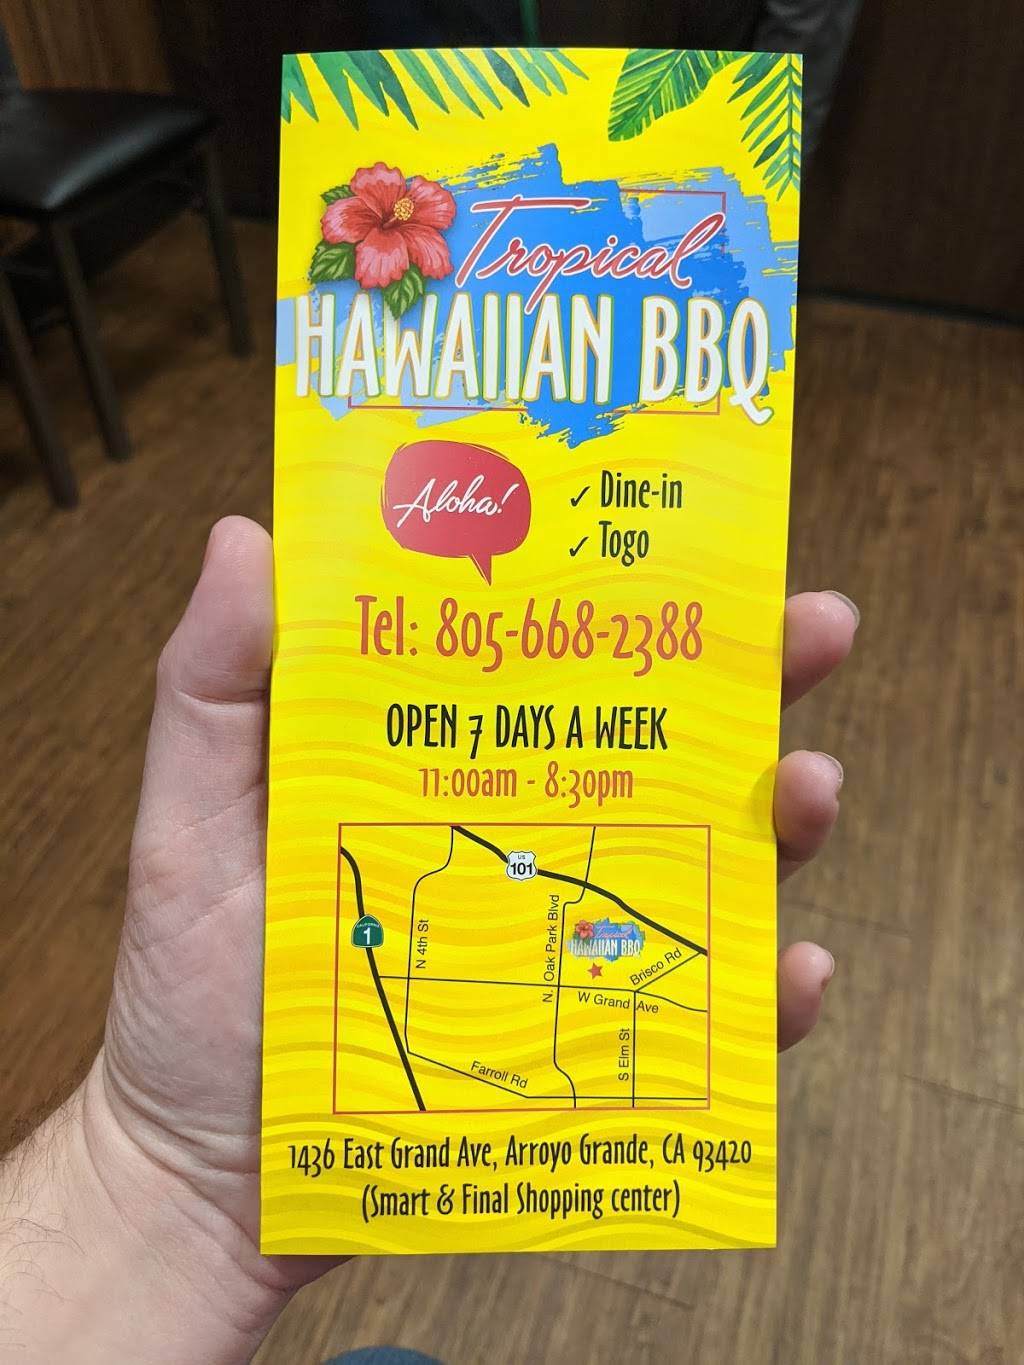 Tropical
HAWAIIAN BBQ
Aloha!
✓ Dine-in
✓ Togo
Tel: 805-668-2388
OPEN 7 DAYS A WEEK
11:00am - 8:30pm
US
101
CALIFORNIA
1
N 4th St
N. Oak Park Blvd
Tropical
HAWAIIAN BBQ
Brisco Rd
W Grand Ave
S Elm St
Farroll Rd
1436 East Grand Ave, Arroyo Grande, CA 93420
(Smart & Final Shopping center)